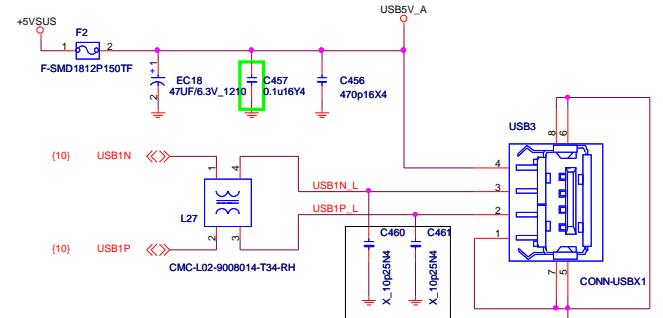 USB5V_A
+5VSUS
F2
1 2
F-SMD1812P150TF
1
+
2
EC18
47UF/6.3V_1210
C457
0.1u16Y4
C456
470p16X4
USB3
8 6
4
3
2
1
7 5
CONN-USBX1
{10} USB1N
{10} USB1P
1 4
2 3
L27
CMC-L02-9008014-T34-RH
USB1N_L
USB1P_L
C460
X_10p25N4
C461
X_10p25N4